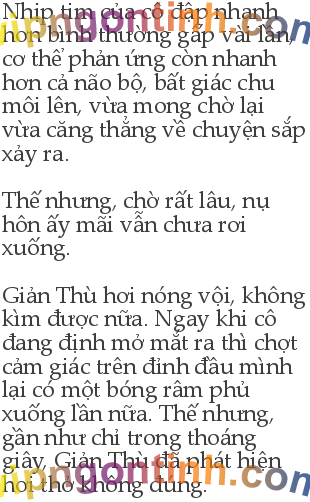 Nhịp tim của cô đập nhanh
hơn bình thường gấp vài lần,
cơ thể phản ứng còn nhanh
hơn cả não bộ, bất giác chu
môi lên, vừa mong chờ lại
vừa căng thẳng về chuyện sắp
xảy ra.
Thế nhưng, chờ rất lâu, nụ
hôn ấy mãi vẫn chưa rơi
xuống.
Giản Thù hơi nóng vội, không
kìm được nữa. Ngay khi cô
đang định mở mắt ra thì chợt
cảm giác trên đỉnh đầu mình
lại có một bóng râm phủ
xuống lần nữa. Thế nhưng,
gần như chỉ trong thoáng
giây, Giản Thù đã phát hiện
hơi thở không đúng.